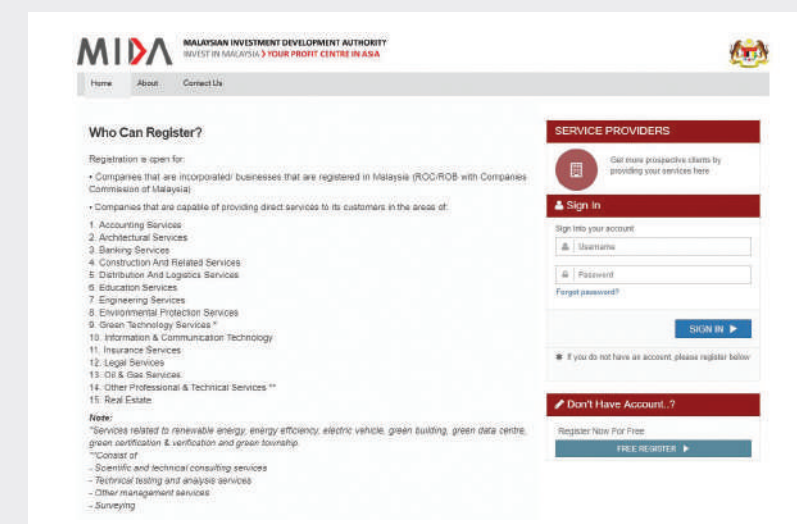 MIDA
MALAYSIAN INVESTMENT DEVELOPMENT AUTHORITY
INVEST IN MALAYSIA > YOUR PROFIT CENTRE IN ASIA
Home About Contact Us
Who Can Register?
Registration is open for:
• Companies that are incorporated/ businesses that are registered in Malaysia (ROC/ROB with Companies
Commission of Malaysia)
• Companies that are capable of providing direct services to its customers in the areas of:
1. Accounting Services
2. Architectural Services
3. Banking Services
4. Construction And Related Services
5. Distribution And Logistics Services
6. Education Services
7. Engineering Services
8. Environmental Protection Services
9. Green Technology Services *
10. Information & Communication Technology
11. Insurance Services
12. Legal Services
13. Oil & Gas Services
14. Other Professional & Technical Services **
15. Real Estate
Note:
*Services related to renewable energy, energy efficiency, electric vehicle, green building, green data centre,
green certification & verification and green township
**Consist of
- Scientific and technical consulting services
- Technical testing and analysis services
- Other management services
- Surveying
SERVICE PROVIDERS
Get more prospective clients by
providing your services here
Sign In
Sign into your account
Username
Password
Forgot password?
SIGN IN
* If you do not have an account, please register below
Don't Have Account..?
Register Now For Free
FREE REGISTER